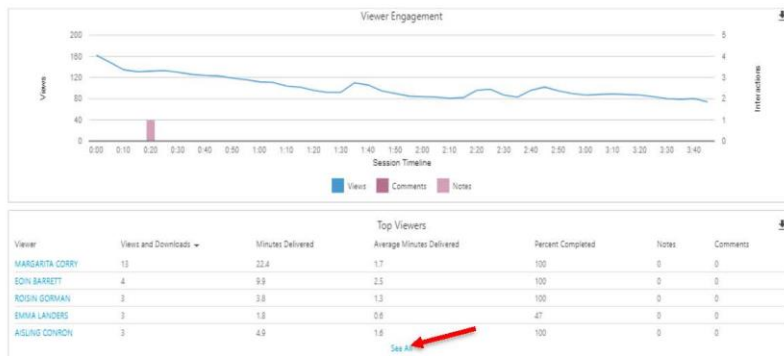 Viewer Engagement
200
160
120
80
40
0
Views
5
4
3
2
1
0
Interactions
0:00 0:10 0:20 0:30 0:40 0:50 1:00 1:10 1:20 1:30 1:40 1:50 2:00 2:10 2:20 2:30 2:40 2:50 3:00 3:10 3:20 3:30 3:40
Session Timeline
Views Comments Notes
Top Viewers
Viewer Views and Downloads Minutes Delivered Average Minutes Delivered Percent Completed Notes Comments
MARGARITA CORRY 13 22.4 1.7 100 0 0
EOIN BARRETT 4 9.9 2.5 100 0 0
ROISIN GORMAN 3 3.8 1.3 100 0 0
EMMA LANDERS 3 1.8 0.6 47 0 0
AISLING CONRON 3 4.9 1.6 100 0 0
See All